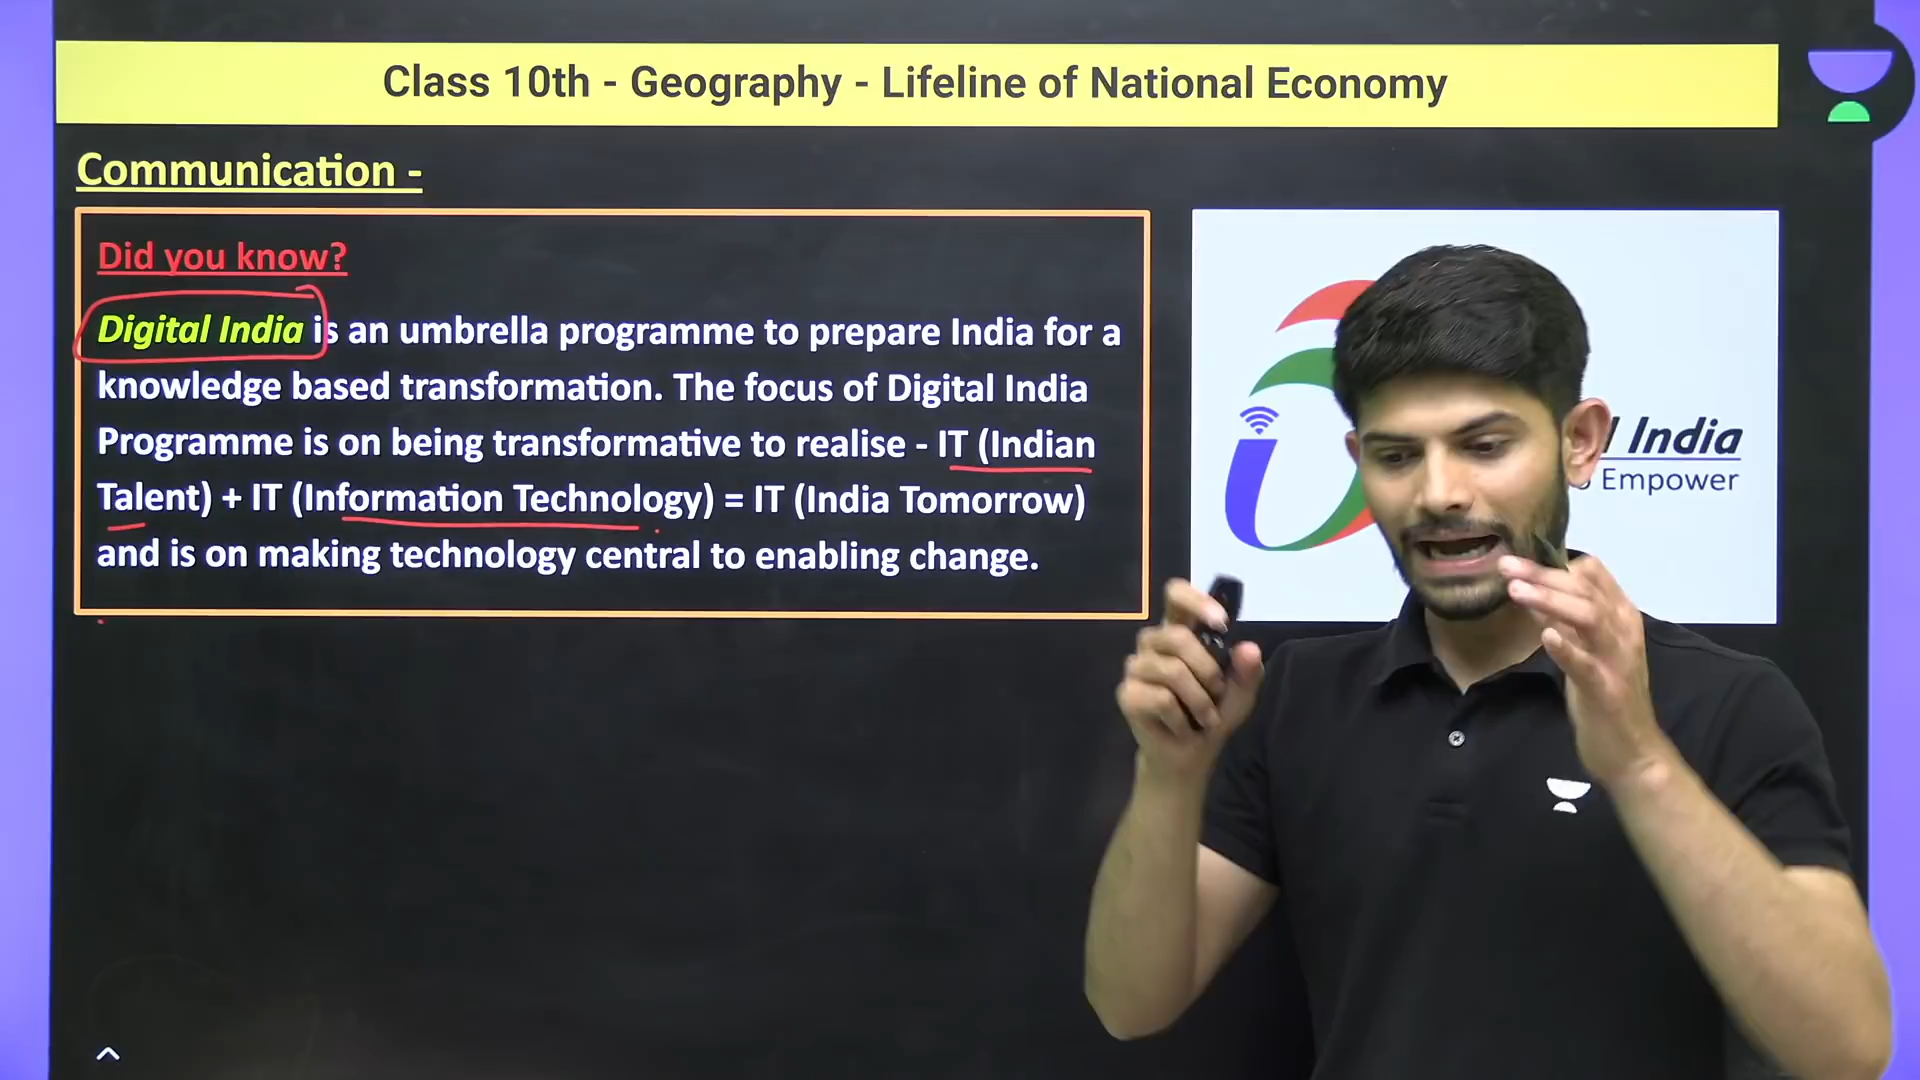 Class 10th - Geography - Lifeline of National Economy
Communication -
Did you know?
Digital India is an umbrella programme to prepare India for a
knowledge based transformation. The focus of Digital India
Programme is on being transformative to realise - IT (Indian
Talent) + IT (Information Technology) = IT (India Tomorrow)
and is on making technology central to enabling change.
India
Empower